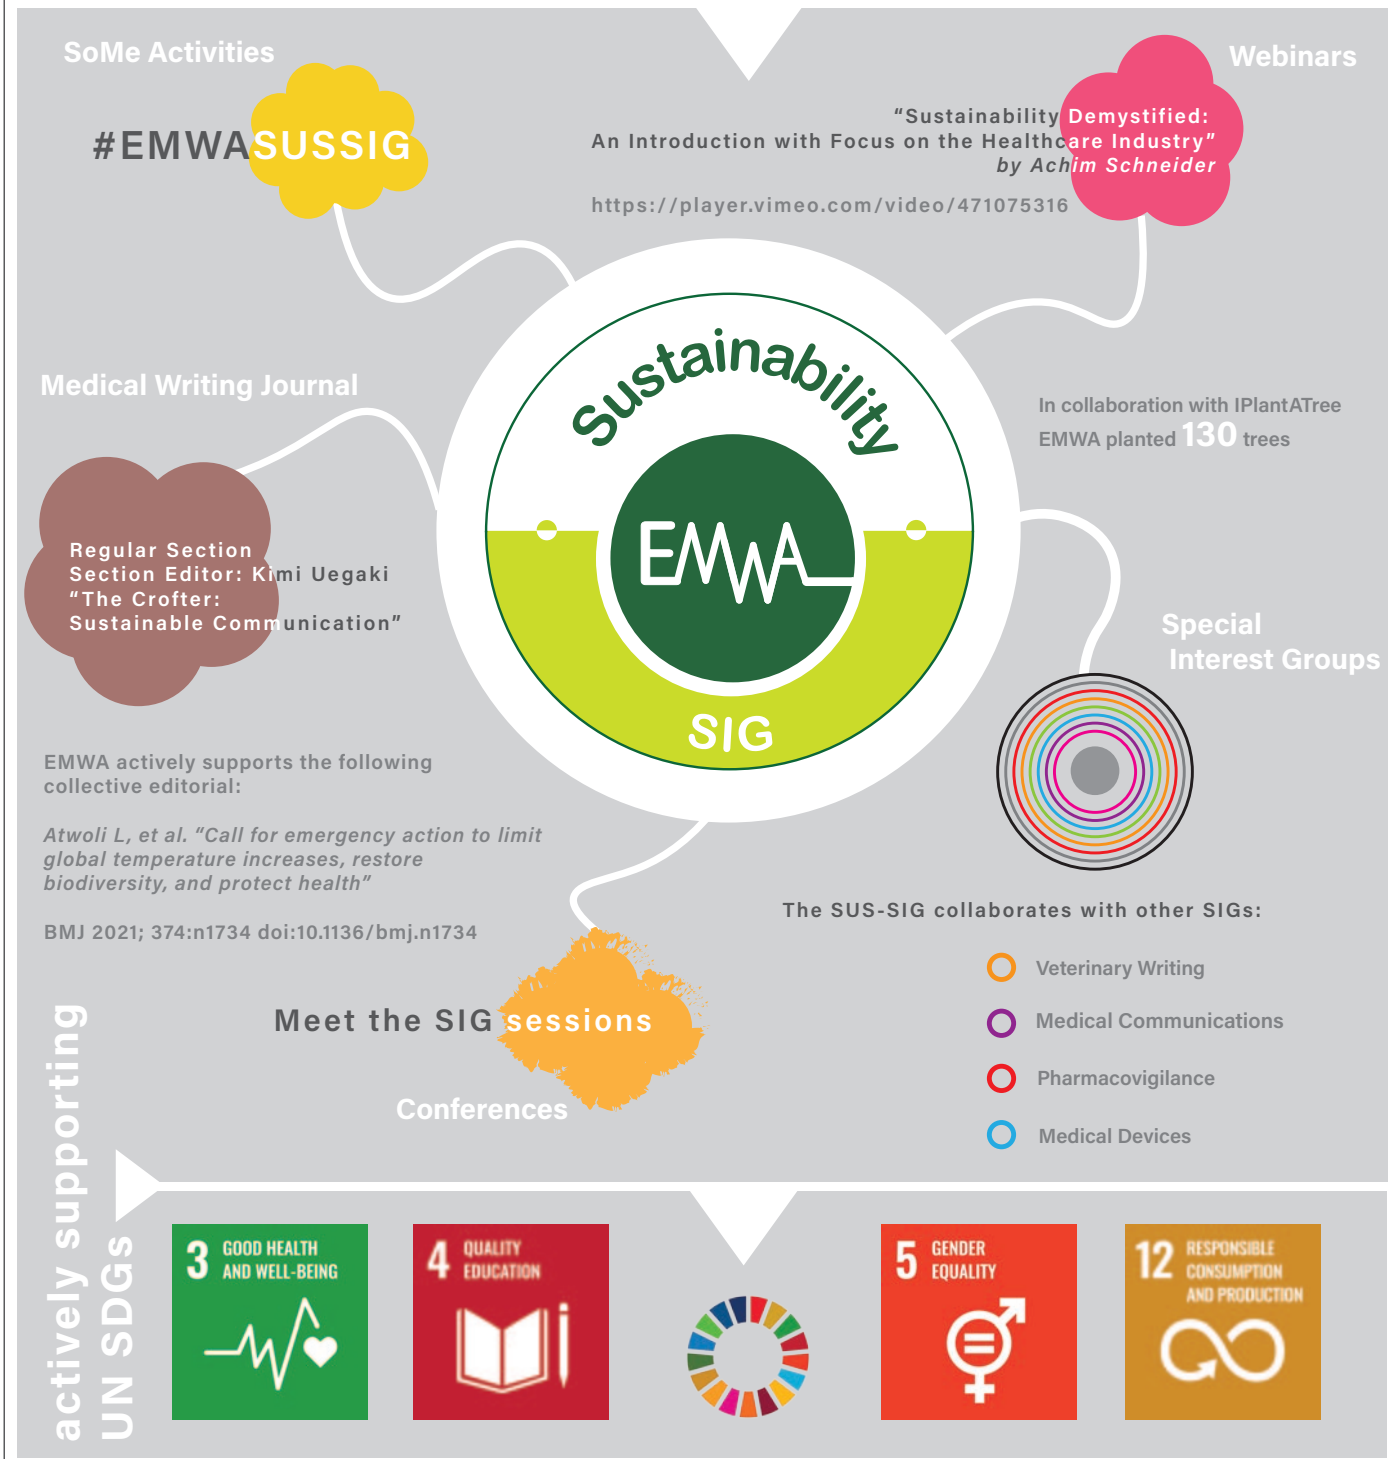 SoMe Activities
#EMWASUSSIG
Webinars
“Sustainability Demystified:
An Introduction with Focus on the Healthcare Industry”
by Achim Schneider
https://player.vimeo.com/video/471075316
Sustainability
EMWA
SIG
Medical Writing Journal
Regular Section
Section Editor: Kimi Uegaki
“The Crofter:
Sustainable Communication”
In collaboration with IPlantATree
EMWA planted 130 trees
Special
Interest Groups
EMWA actively supports the following
collective editorial:
Atwoli L, et al. “Call for emergency action to limit
global temperature increases, restore
biodiversity, and protect health”
BMJ 2021; 374:n1734 doi:10.1136/bmj.n1734
The SUS-SIG collaborates with other SIGs:
Veterinary Writing
Medical Communications
Pharmacovigilance
Medical Devices
Meet the SIG sessions
Conferences
actively supporting
UN SDGs
3 GOOD HEALTH
AND WELL-BEING
4 QUALITY
EDUCATION
5 GENDER
EQUALITY
12 RESPONSIBLE
CONSUMPTION
AND PRODUCTION